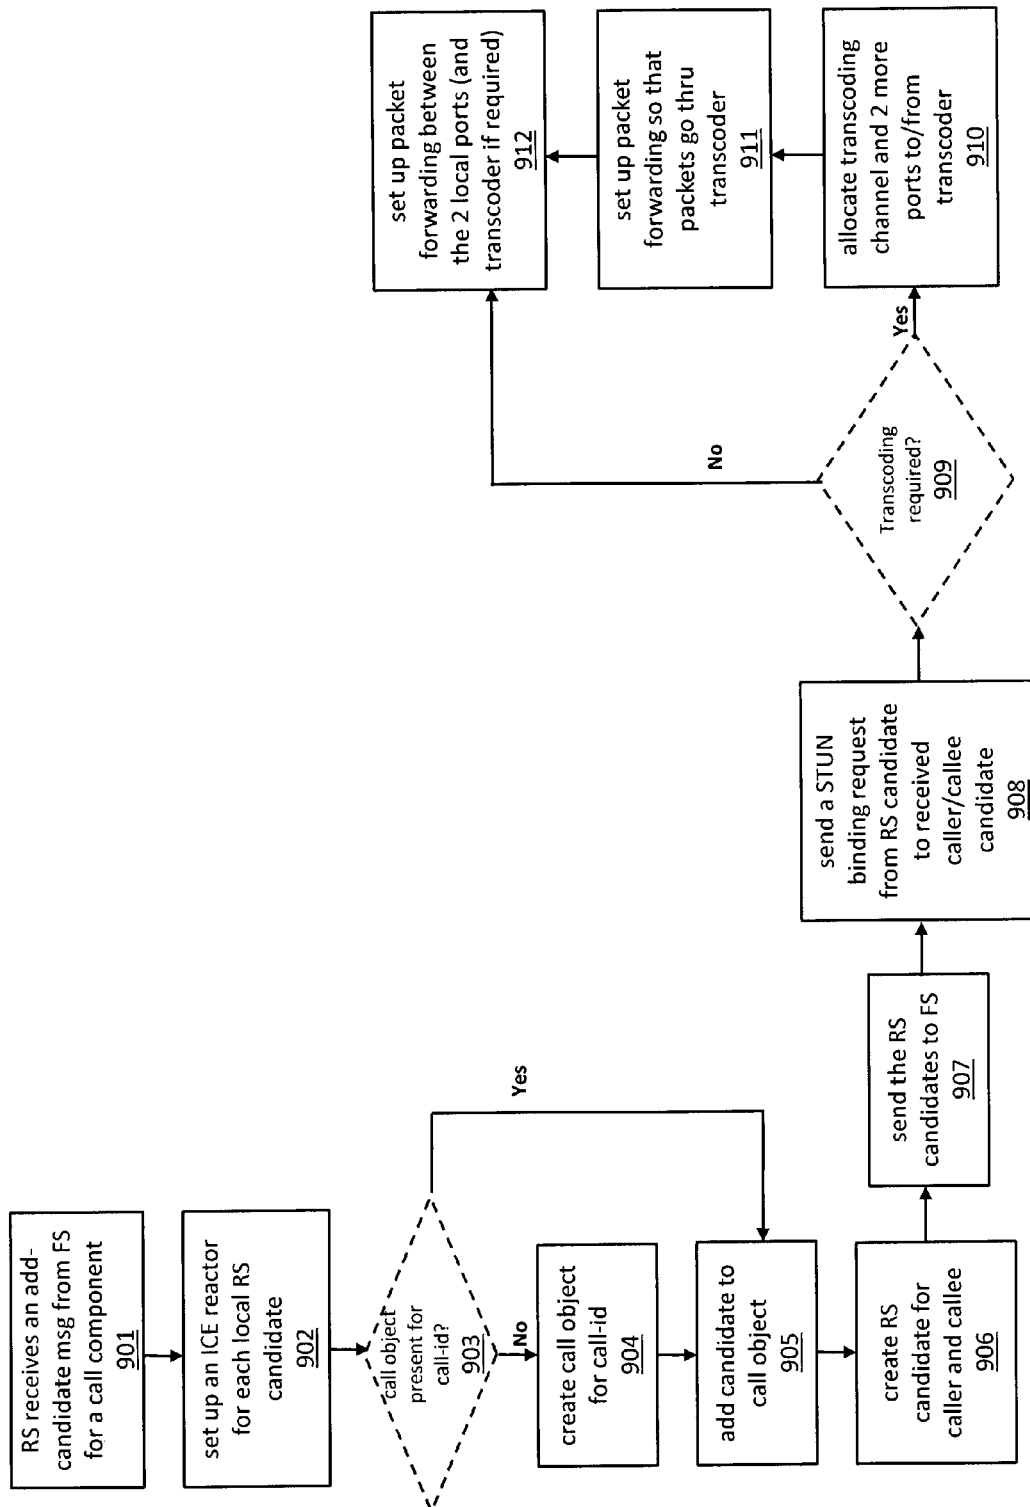 RS receives an add-
candidate msg from FS
for a call component
901
set up an ICE reactor
for each local RS
candidate
902
call object
present for
call-id?
903
No
Yes
create call object
for call-id
904
add candidate to
call object
905
create RS
candidate for
caller and callee
906
send the RS
candidates to FS
907
send a STUN
binding request
from RS candidate
to received
caller/callee
candidate
908
Transcoding
required?
909
No
Yes
allocate transcoding
channel and 2 more
ports to/from
transcoder
910
set up packet
forwarding so that
packets go thru
transcoder
911
set up packet
forwarding between
the 2 local ports (and
transcoder if required)
912